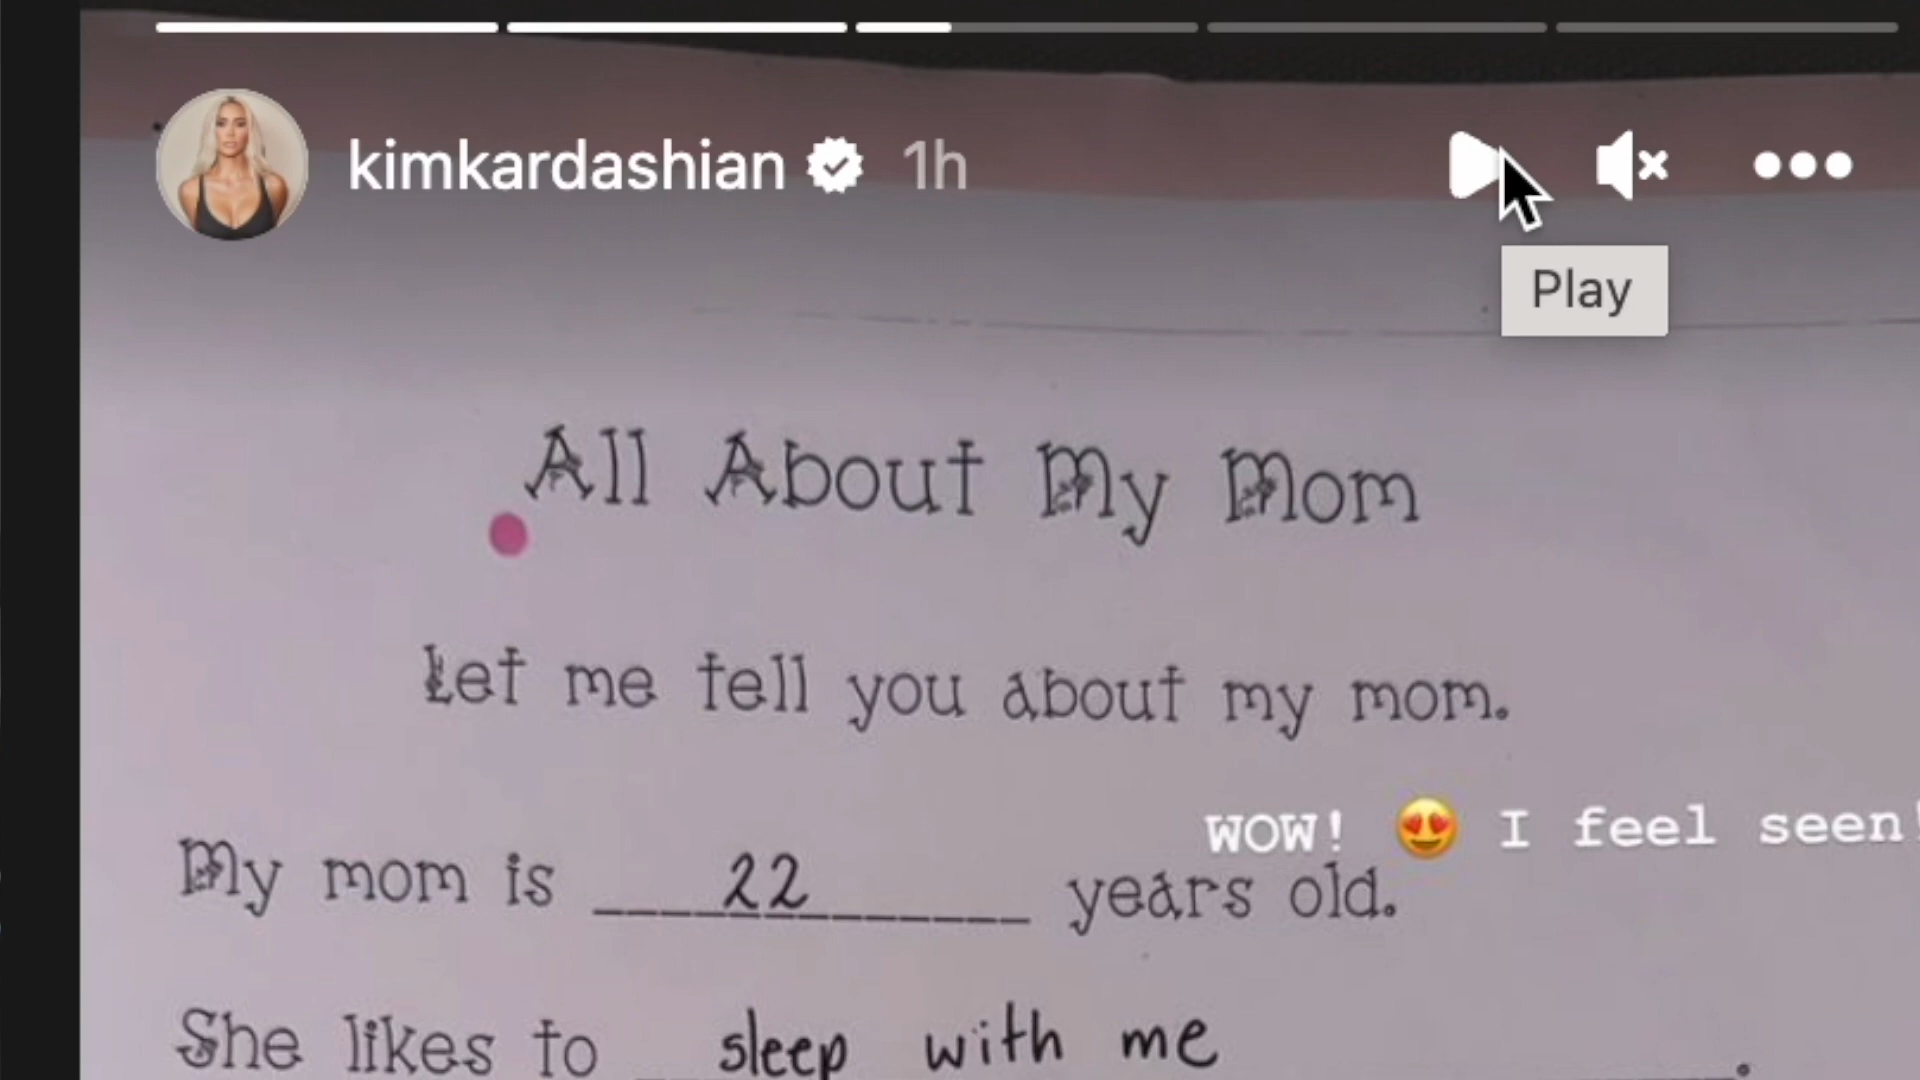 kimkardashian 1h
Play
All About My Mom
Let me tell you about my mom.
WOW! 😍 I feel seen!
My mom is 22 years old.
She likes to sleep with me.